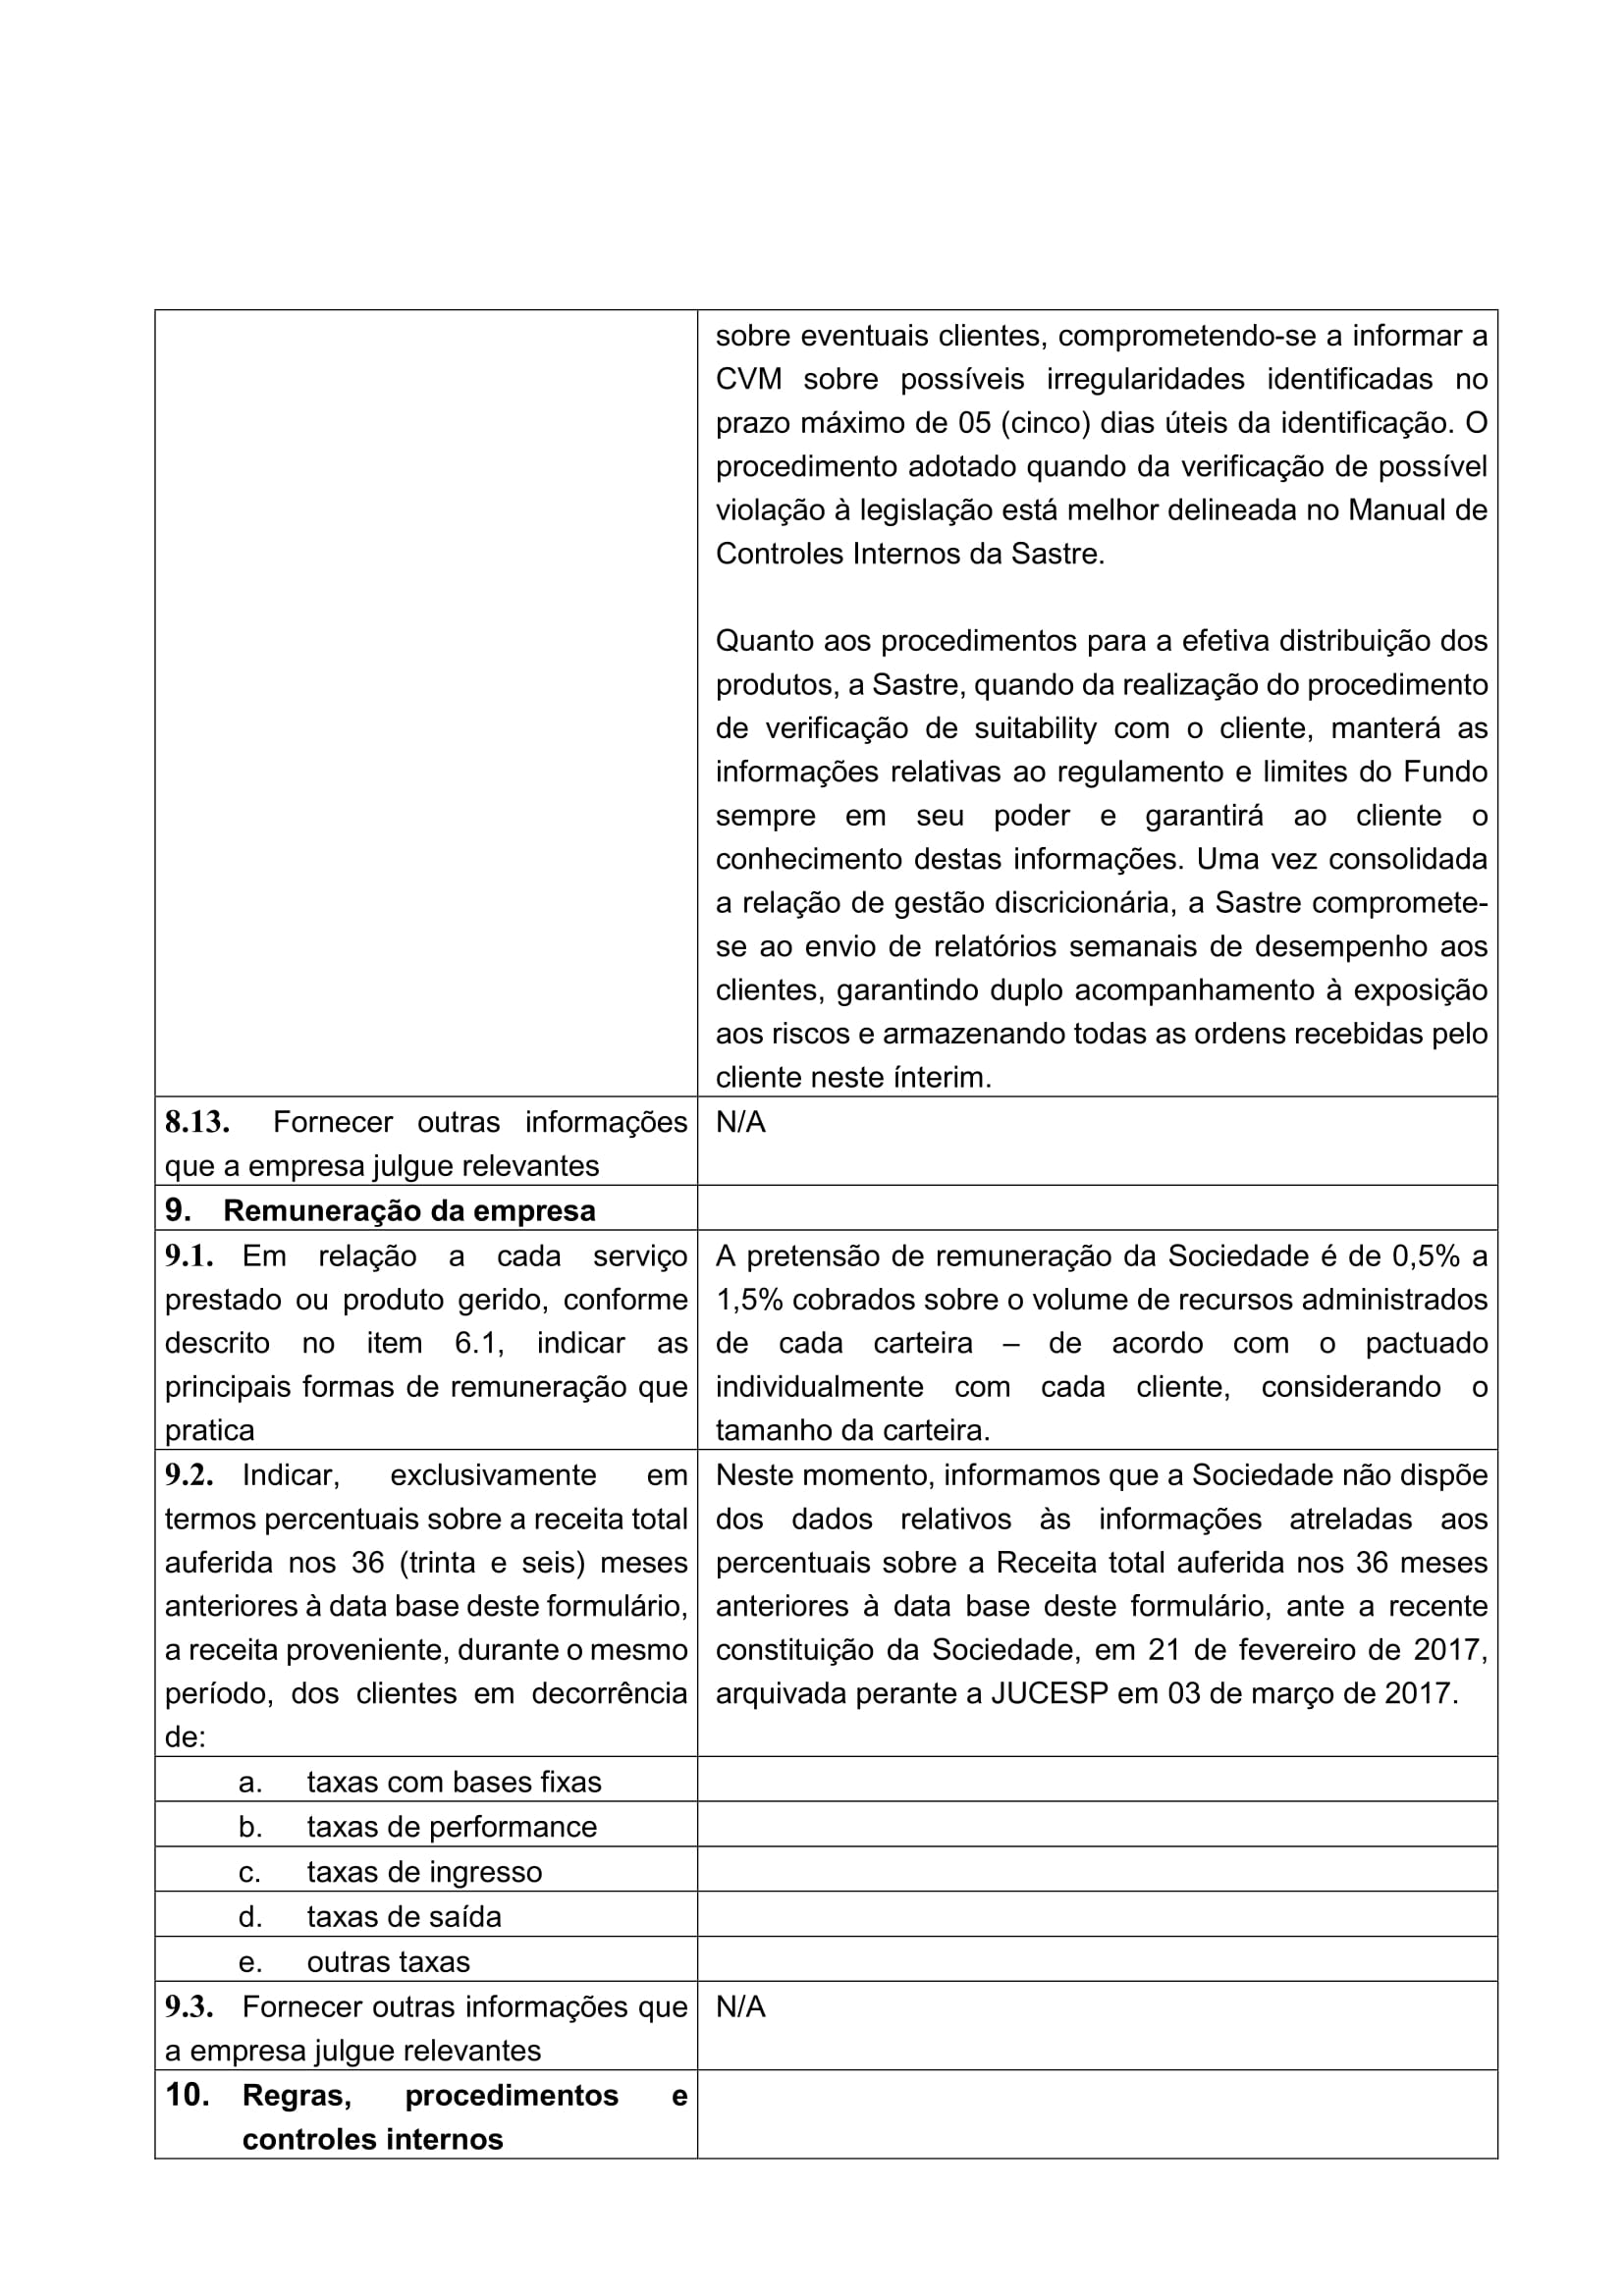 sobre eventuais clientes, comprometendo-se a informar a
CVM sobre possíveis irregularidades identificadas no
prazo máximo de 05 (cinco) dias úteis da identificação. O
procedimento adotado quando da verificação de possível
violação à legislação está melhor delineada no Manual de
Controles Internos da Sastre.
Quanto aos procedimentos para a efetiva distribuição dos
produtos, a Sastre, quando da realização do procedimento
de verificação de suitability com o cliente, manterá as
informações relativas ao regulamento e limites do Fundo
sempre em seu poder e garantirá ao cliente o
conhecimento destas informações. Uma vez consolidada
a relação de gestão discricionária, a Sastre compromete-
se ao envio de relatórios semanais de desempenho aos
clientes, garantindo duplo acompanhamento à exposição
aos riscos e armazenando todas as ordens recebidas pelo
cliente neste ínterim.
8.13. Fornecer outras informações
que a empresa julgue relevantes
N/A
9. Remuneração da empresa
9.1. Em relação a cada serviço
prestado ou produto gerido, conforme
descrito no item 6.1, indicar as
principais formas de remuneração que
pratica
A pretensão de remuneração da Sociedade é de 0,5% a
1,5% cobrados sobre o volume de recursos administrados
de cada carteira – de acordo com o pactuado
individualmente com cada cliente, considerando o
tamanho da carteira.
9.2. Indicar, exclusivamente em
termos percentuais sobre a receita total
auferida nos 36 (trinta e seis) meses
anteriores à data base deste formulário,
a receita proveniente, durante o mesmo
período, dos clientes em decorrência
de:
Neste momento, informamos que a Sociedade não dispõe
dos dados relativos às informações atreladas aos
percentuais sobre a Receita total auferida nos 36 meses
anteriores à data base deste formulário, ante a recente
constituição da Sociedade, em 21 de fevereiro de 2017,
arquivada perante a JUCESP em 03 de março de 2017.
a. taxas com bases fixas
b. taxas de performance
c. taxas de ingresso
d. taxas de saída
e. outras taxas
9.3. Fornecer outras informações que
a empresa julgue relevantes
N/A
10. Regras, procedimentos e
controles internos